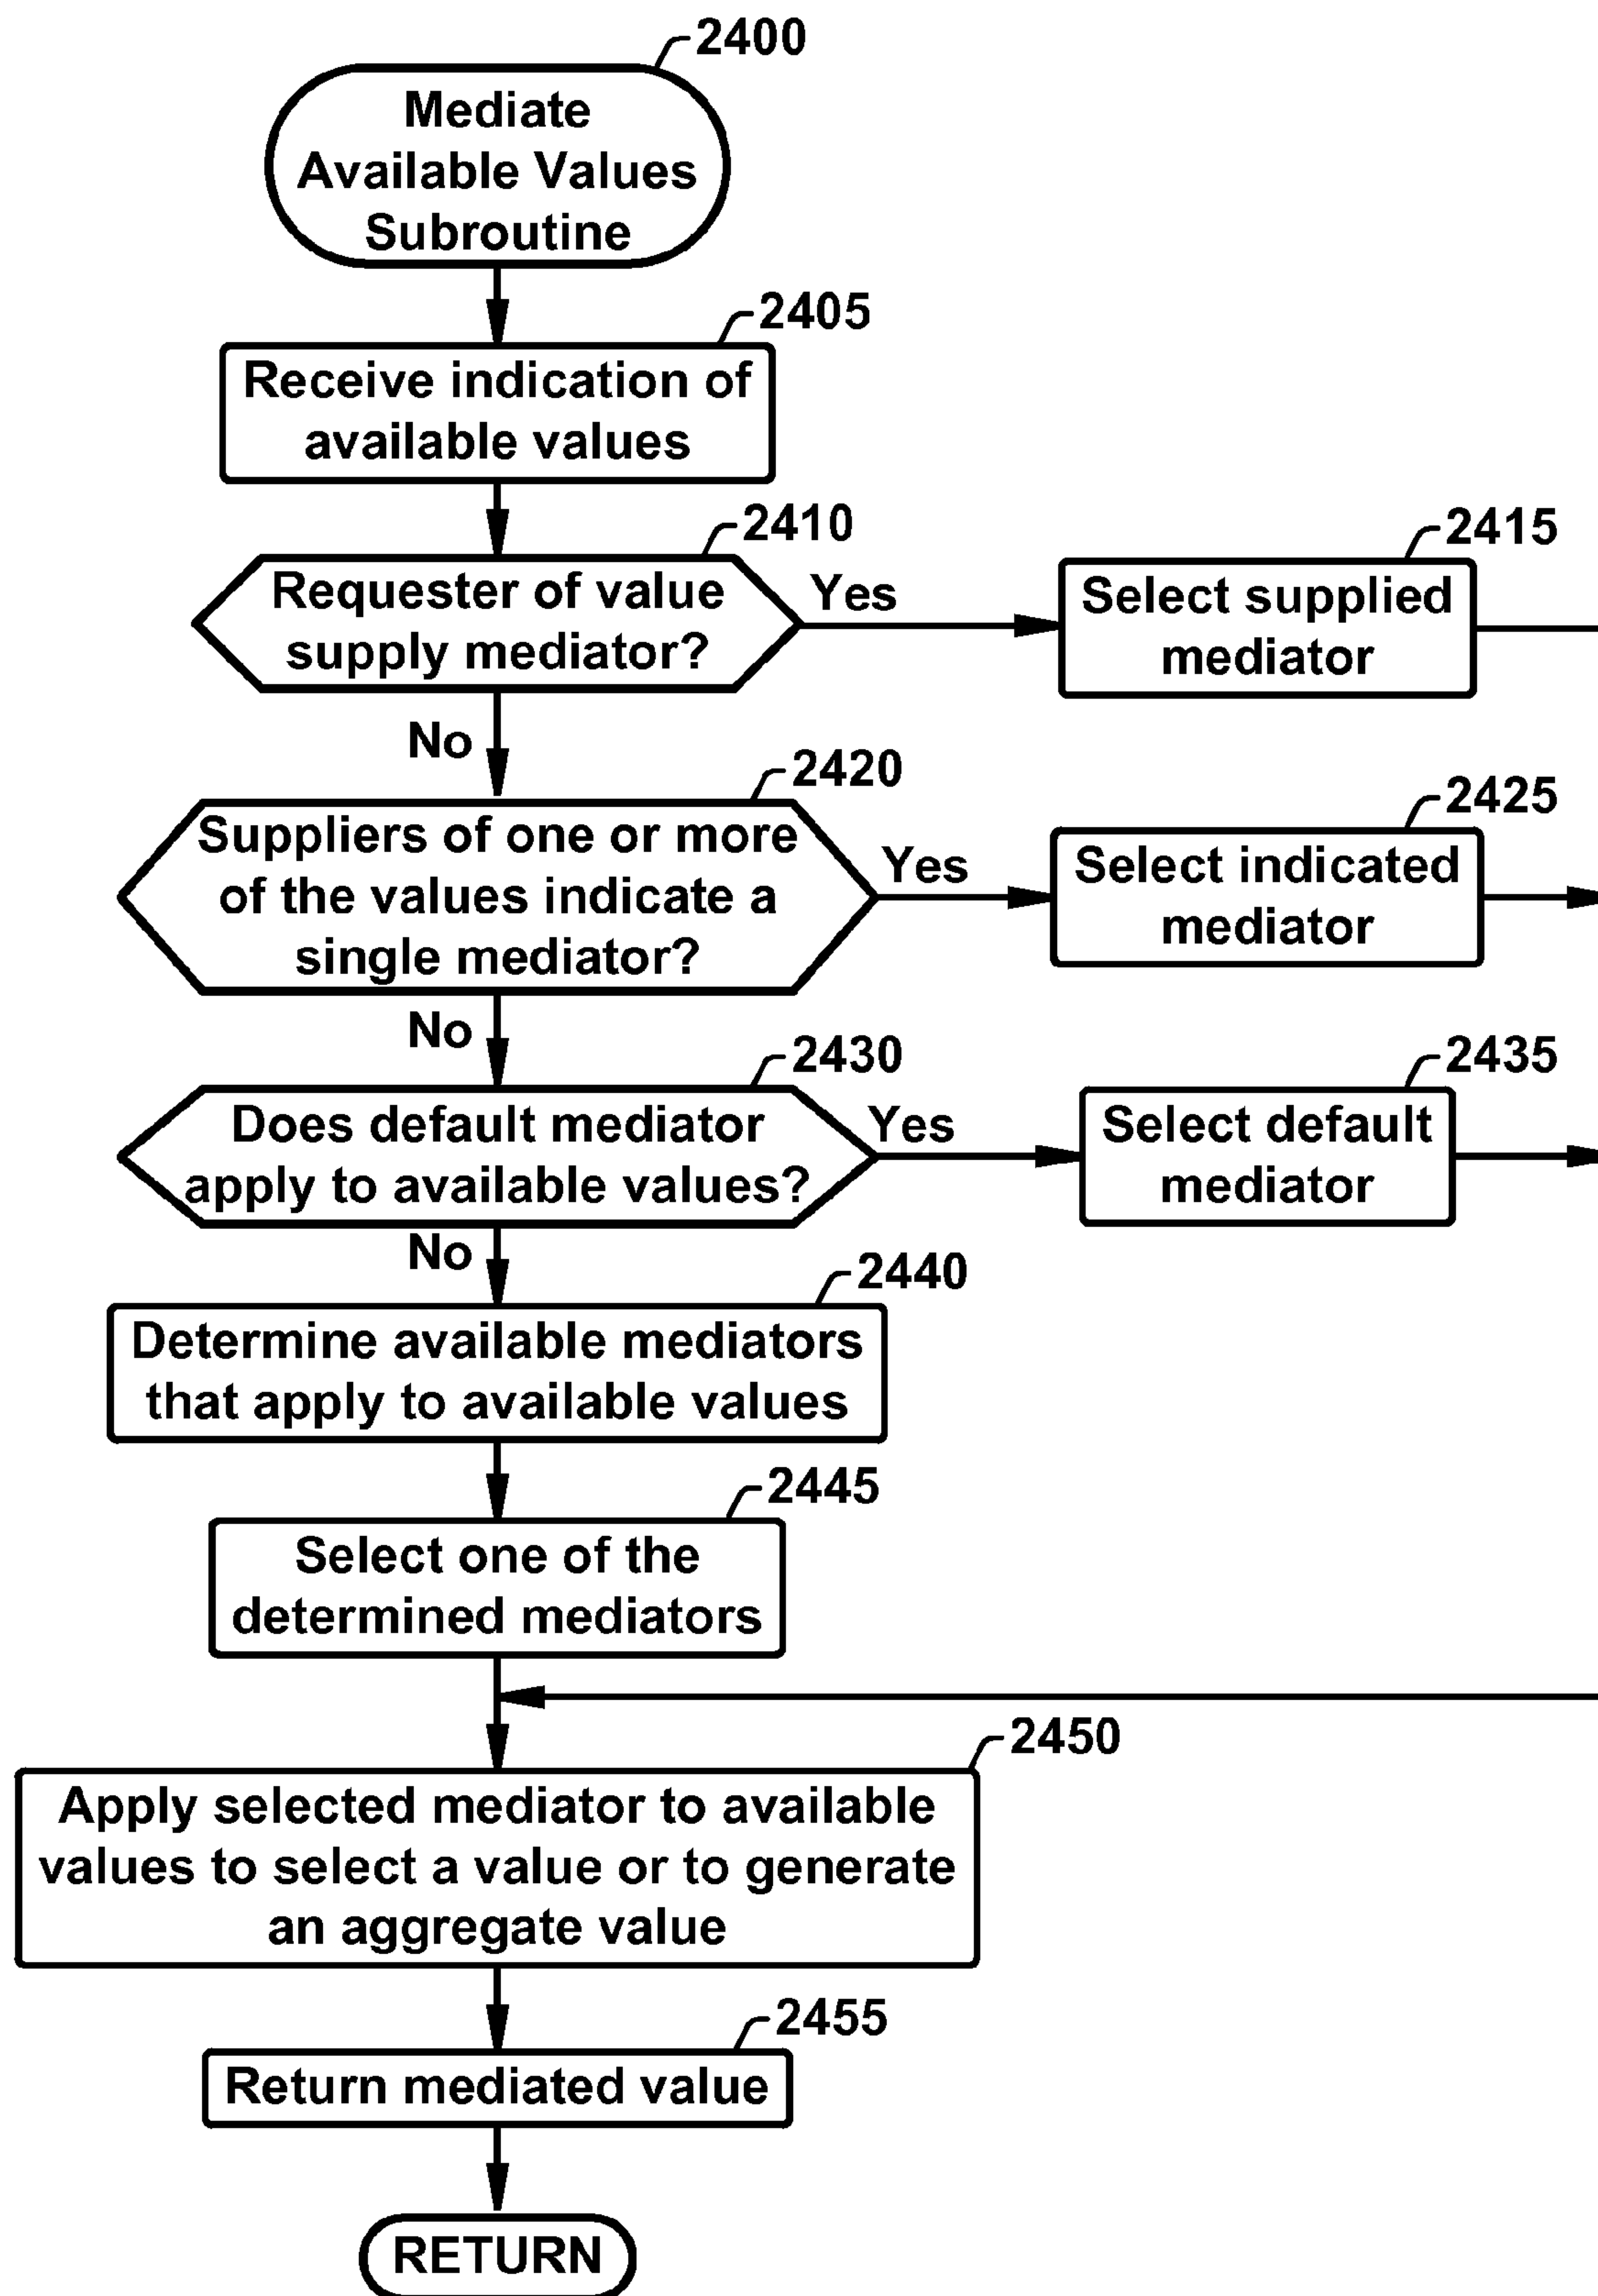 2400
Mediate
Available Values
Subroutine
2405
Receive indication of
available values
2410
Requester of value
supply mediator?
Yes
2415
Select supplied
mediator
No
2420
Suppliers of one or more
of the values indicate a
single mediator?
Yes
2425
Select indicated
mediator
No
2430
Does default mediator
apply to available values?
Yes
2435
Select default
mediator
No
2440
Determine available mediators
that apply to available values
2445
Select one of the
determined mediators
2450
Apply selected mediator to available
values to select a value or to generate
an aggregate value
2455
Return mediated value
RETURN